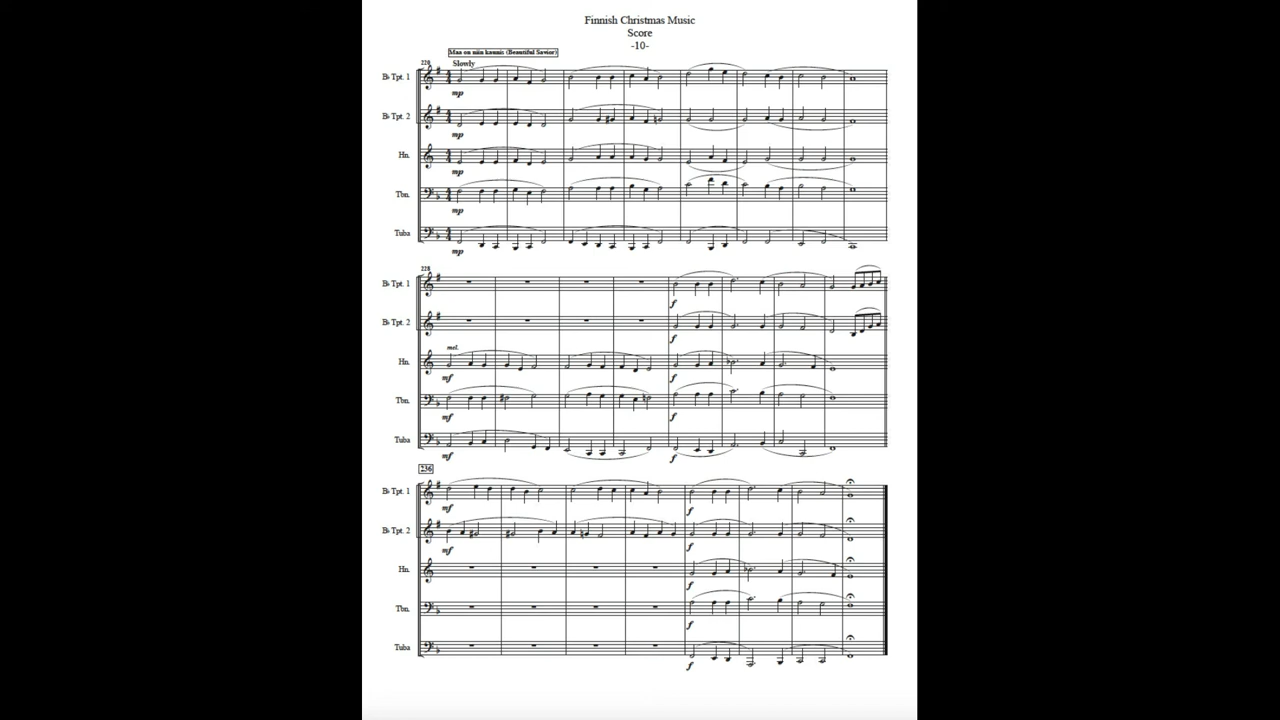 Finnish Christmas Music
Score
-10-
Maa on niin kaunis (Beautiful Savior)
220
Slowly
B♭ Tpt. 1
mp
B♭ Tpt. 2
mp
Hn.
mp
Tbn.
mp
Tuba
mp
228
B♭ Tpt. 1
f
B♭ Tpt. 2
f
mel.
Hn.
mf f
Tbn.
mf f
Tuba
mf f
236
B♭ Tpt. 1
mf f
B♭ Tpt. 2
mf f
Hn.
f
Tbn.
f
Tuba
f